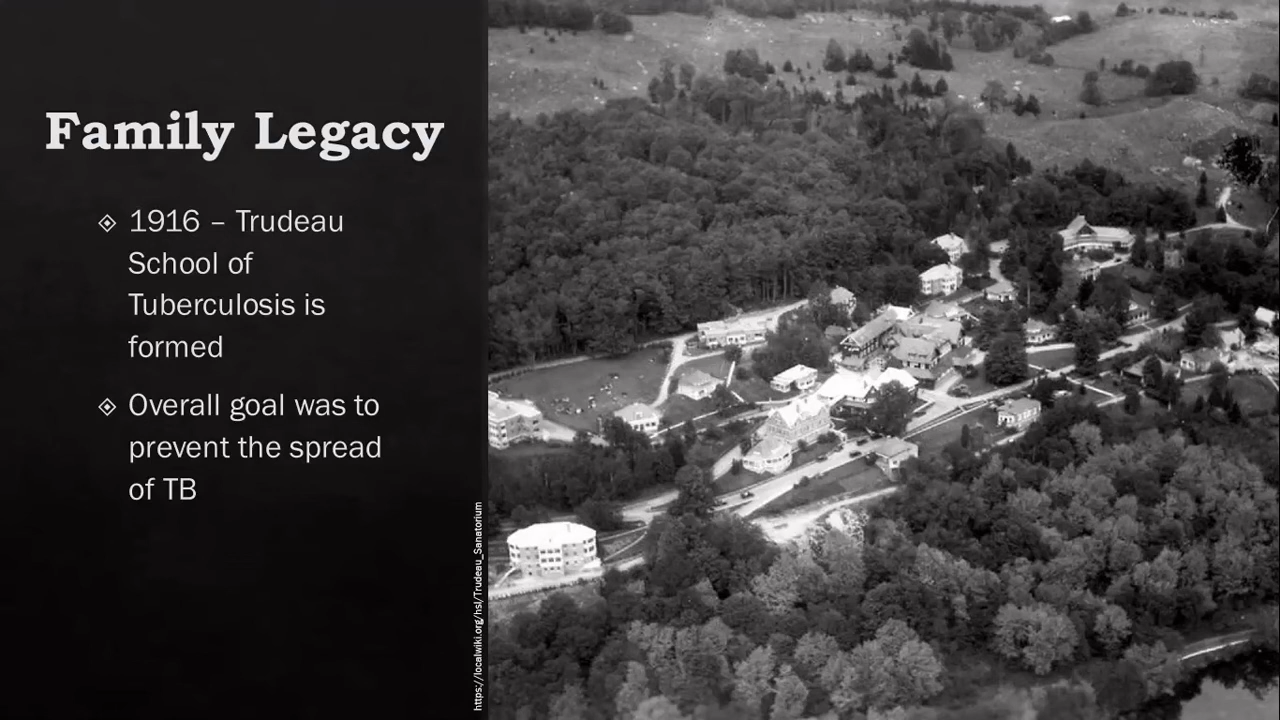 Family Legacy
1916 – Trudeau
School of
Tuberculosis is
formed
Overall goal was to
prevent the spread
of TB
https://localwiki.org/hsl/Trudeau_Sanatorium